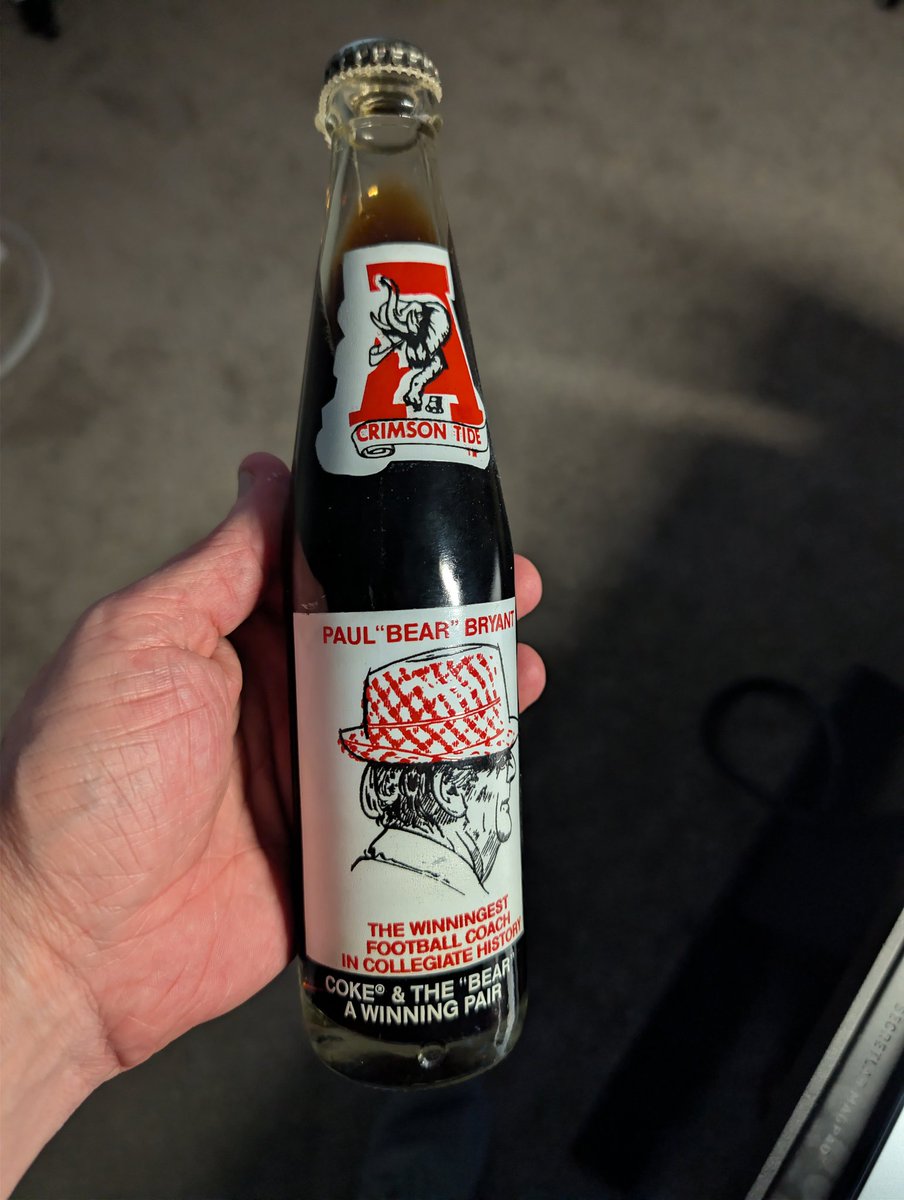 A
CRIMSON TIDE
PAUL "BEAR" BRYANT
THE WINNINGEST
FOOTBALL COACH
IN COLLEGIATE HISTORY
COKE® & THE "BEAR"
A WINNING PAIR